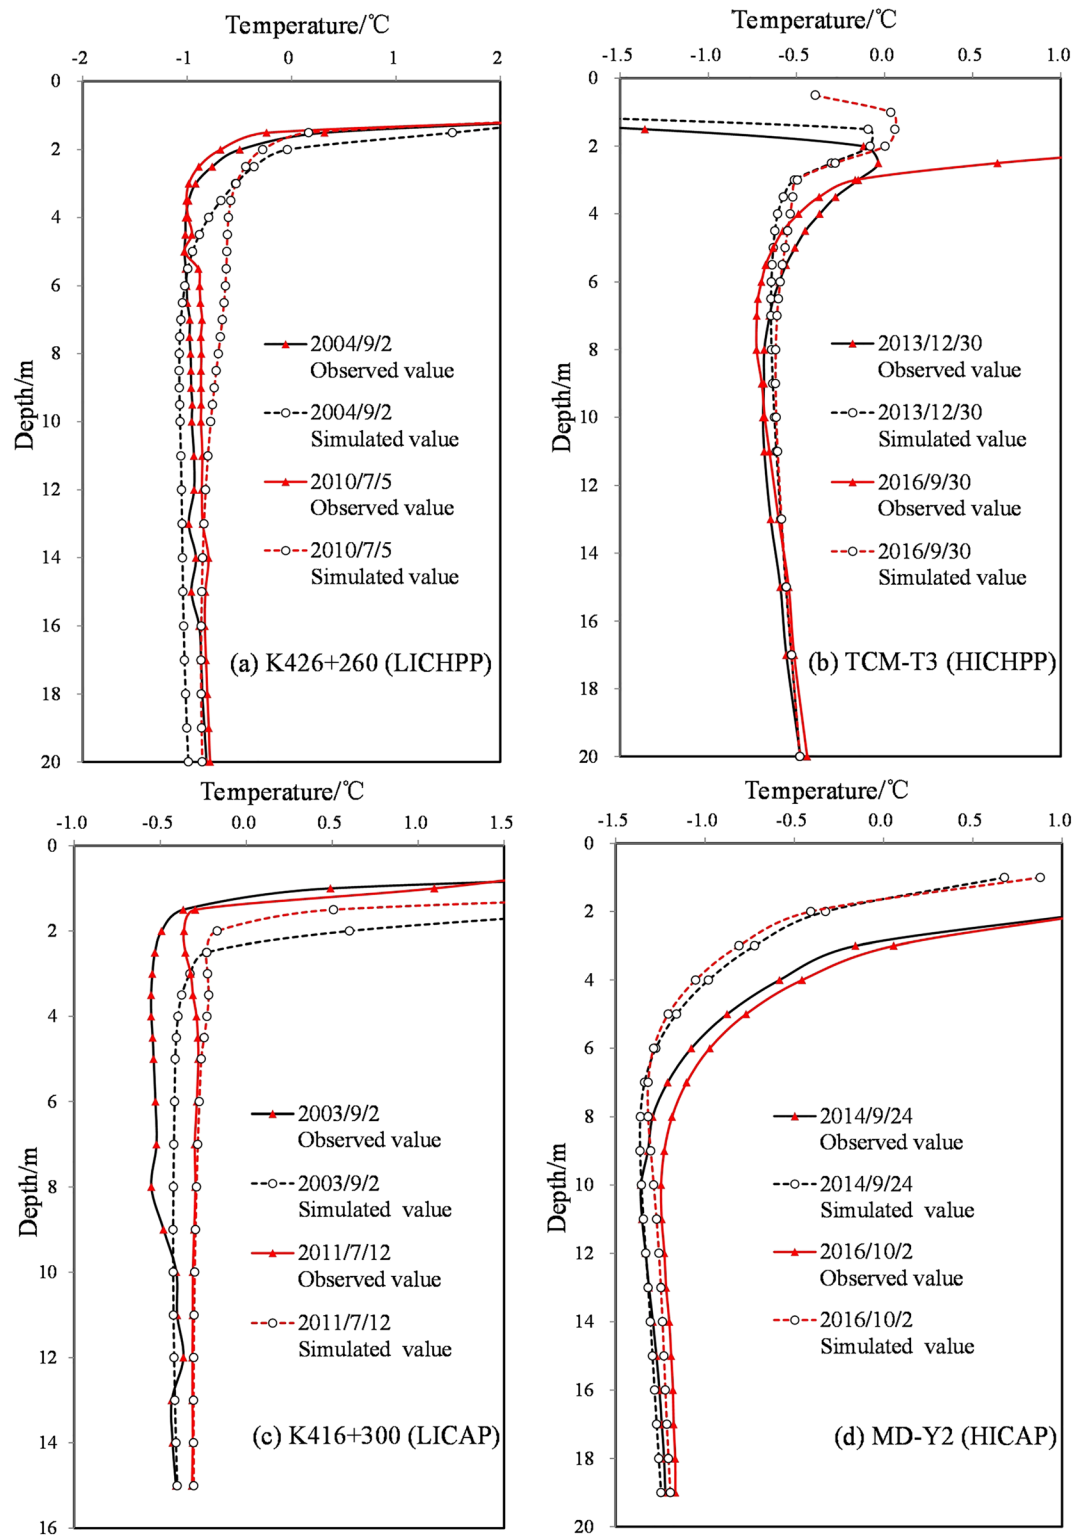 Temperature/℃
-2 -1 0 1 2
0
2
4
6
8
10
12
14
16
18
20
Depth/m
2004/9/2
Observed value
2004/9/2
Simulated value
2010/7/5
Observed value
2010/7/5
Simulated value
(a) K426+260 (LICHPP)
Temperature/℃
-1.5 -1.0 -0.5 0.0 0.5 1.0
0
2
4
6
8
10
12
14
16
18
20
Depth/m
2013/12/30
Observed value
2013/12/30
Simulated value
2016/9/30
Observed value
2016/9/30
Simulated value
(b) TCM-T3 (HICHPP)
Temperature/℃
-1.0 -0.5 0.0 0.5 1.0 1.5
0
2
4
6
8
10
12
14
16
Depth/m
2003/9/2
Observed value
2003/9/2
Simulated value
2011/7/12
Observed value
2011/7/12
Simulated value
(c) K416+300 (LICAP)
Temperature/℃
-1.5 -1.0 -0.5 0.0 0.5 1.0
0
2
4
6
8
10
12
14
16
18
20
Depth/m
2014/9/24
Observed value
2014/9/24
Simulated value
2016/10/2
Observed value
2016/10/2
Simulated value
(d) MD-Y2 (HICAP)